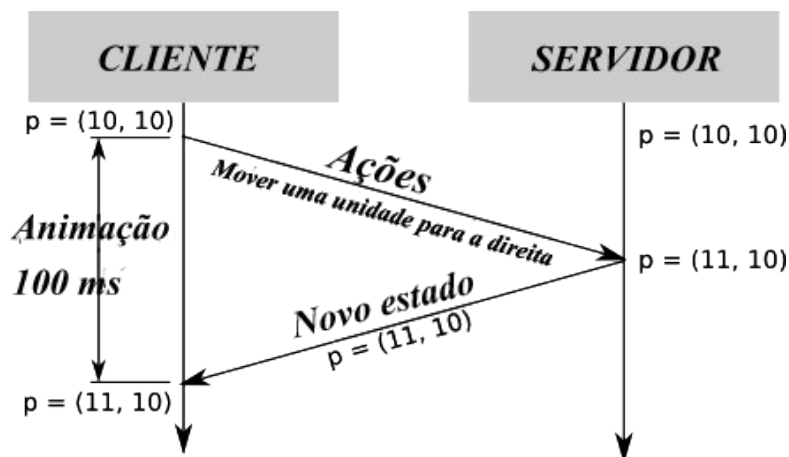 CLIENTE
SERVIDOR
p = (10, 10)
p = (10, 10)
Ações
Mover uma unidade para a direita
Animação
100 ms
p = (11, 10)
Novo estado
p = (11, 10)
p = (11, 10)